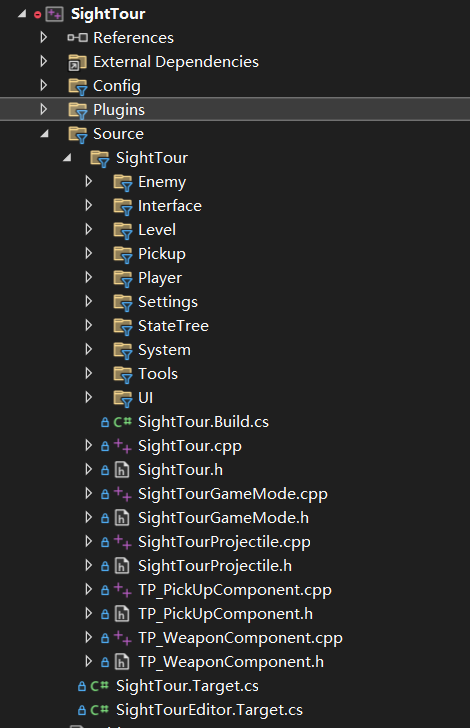 SightTour
References
External Dependencies
Config
Plugins
Source
SightTour
Enemy
Interface
Level
Pickup
Player
Settings
StateTree
System
Tools
UI
C# SightTour.Build.cs
SightTour.cpp
SightTour.h
SightTourGameMode.cpp
SightTourGameMode.h
SightTourProjectile.cpp
SightTourProjectile.h
TP_PickUpComponent.cpp
TP_PickUpComponent.h
TP_WeaponComponent.cpp
TP_WeaponComponent.h
C# SightTour.Target.cs
C# SightTourEditor.Target.cs